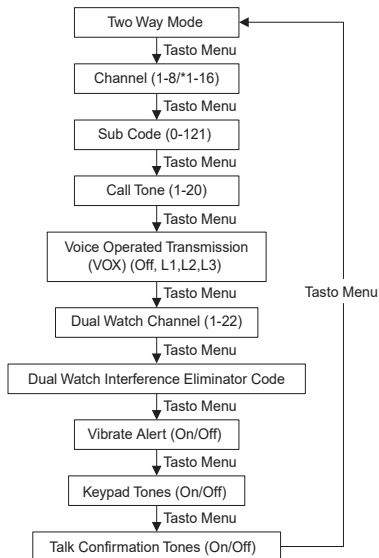 Two Way Mode
Tasto Menu
Channel (1-8/*1-16)
Tasto Menu
Sub Code (0-121)
Tasto Menu
Call Tone (1-20)
Tasto Menu
Voice Operated Transmission
(VOX) (Off, L1,L2,L3)
Tasto Menu
Dual Watch Channel (1-22)
Tasto Menu
Dual Watch Interference Eliminator Code
Tasto Menu
Vibrate Alert (On/Off)
Tasto Menu
Keypad Tones (On/Off)
Tasto Menu
Talk Confirmation Tones (On/Off)
Tasto Menu